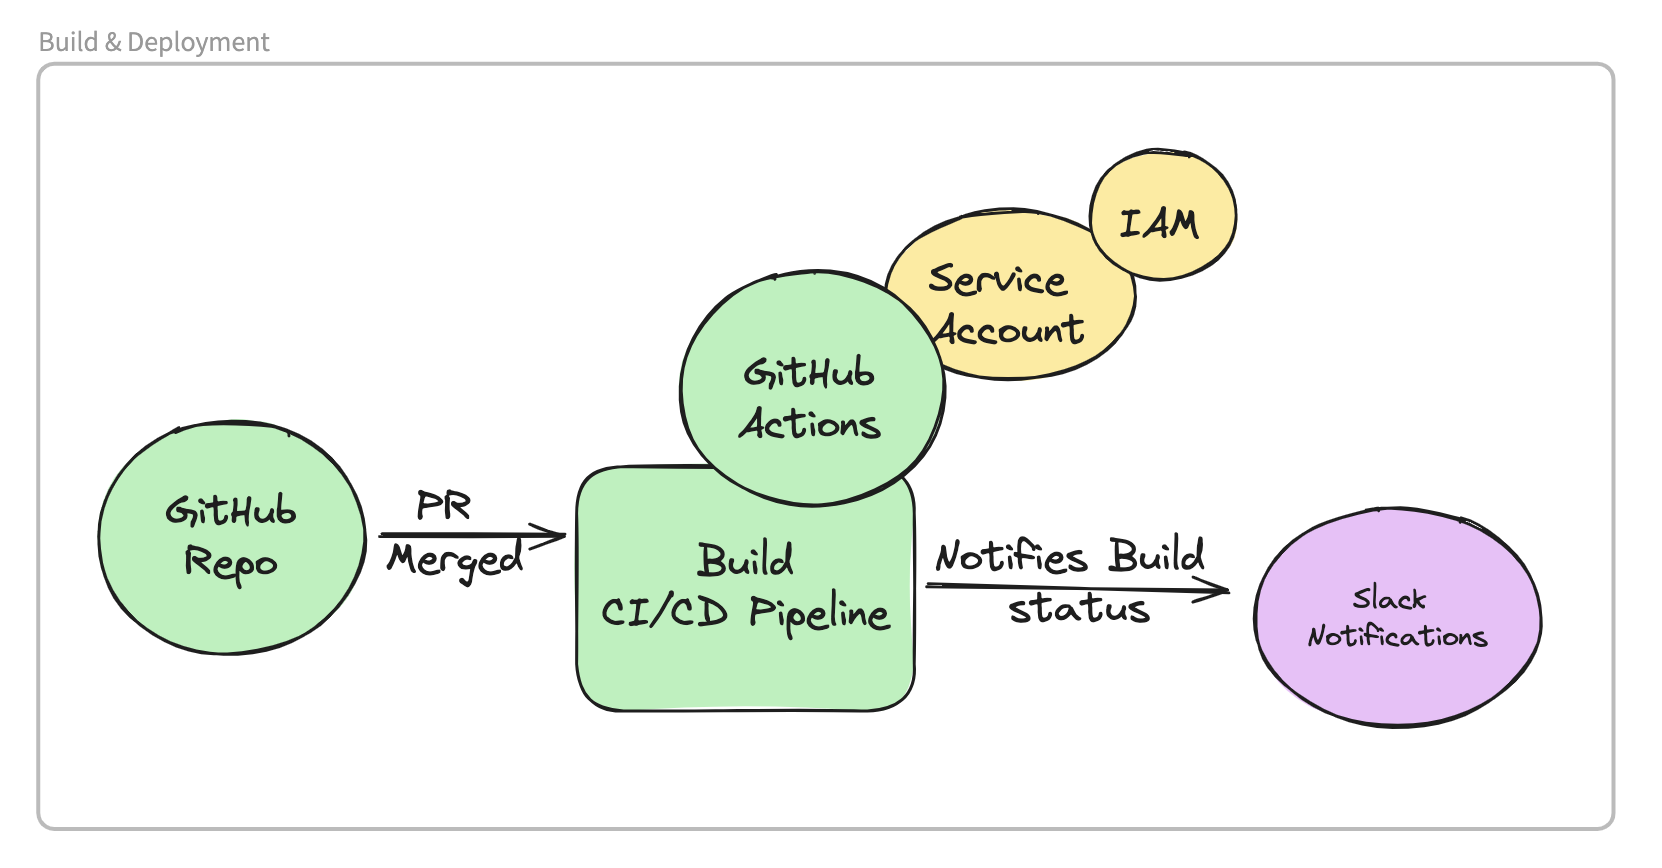 Build & Deployment
IAM
Service
Account
GitHub
Actions
GitHub
Repo
PR
Merged
Build
CI/CD Pipeline
Notifies Build
status
Slack
Notifications